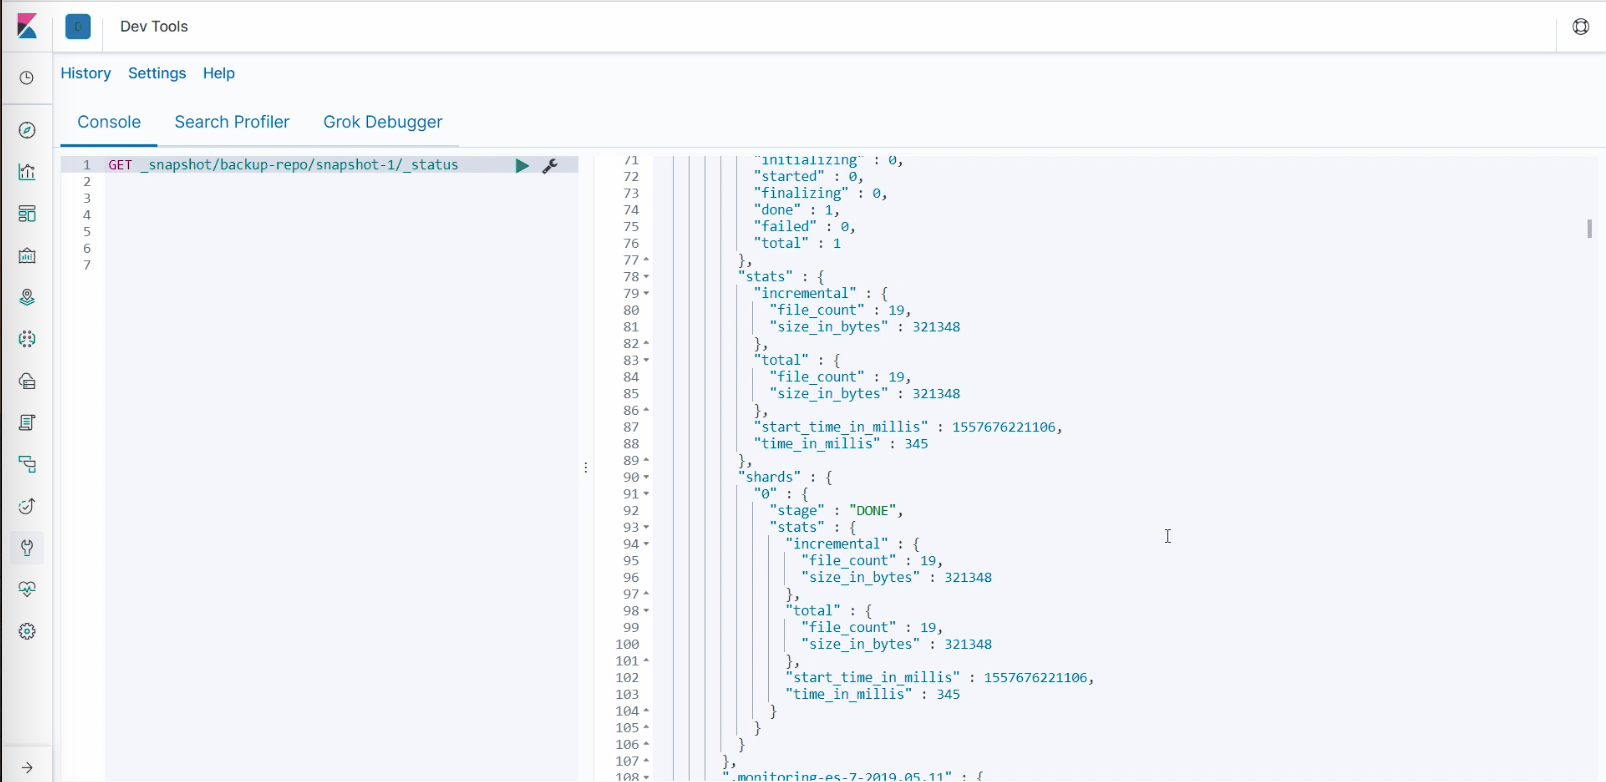 D Dev Tools
History Settings Help
Console Search Profiler Grok Debugger
1 GET _snapshot/backup-repo/snapshot-1/_status
2
3
4
5
6
7
71 "initializing" : 0,
72 "started" : 0,
73 "finalizing" : 0,
74 "done" : 1,
75 "failed" : 0,
76 "total" : 1
77 },
78 "stats" : {
79 "incremental" : {
80 "file_count" : 19,
81 "size_in_bytes" : 321348
82 },
83 "total" : {
84 "file_count" : 19,
85 "size_in_bytes" : 321348
86 },
87 "start_time_in_millis" : 1557676221106,
88 "time_in_millis" : 345
89 },
90 "shards" : {
91 "0" : {
92 "stage" : "DONE",
93 "stats" : {
94 "incremental" : {
95 "file_count" : 19,
96 "size_in_bytes" : 321348
97 },
98 "total" : {
99 "file_count" : 19,
100 "size_in_bytes" : 321348
101 },
102 "start_time_in_millis" : 1557676221106,
103 "time_in_millis" : 345
104 }
105 }
106 }
107 },
108 ".monitoring-es-7-2019.05.11" : {